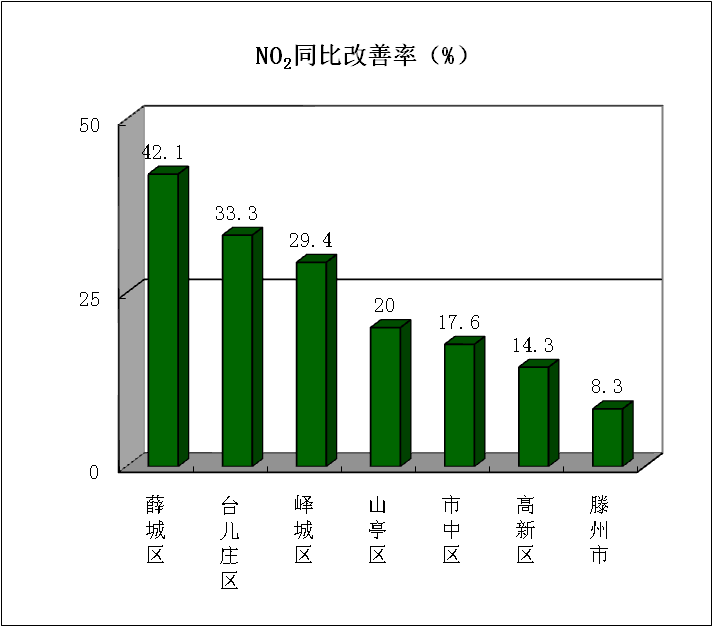 NO₂同比改善率（%）
50
25
0
42.1
33.3
29.4
20
17.6
14.3
8.3
薛城区
台儿庄区
峄城区
山亭区
市中区
高新区
滕州市